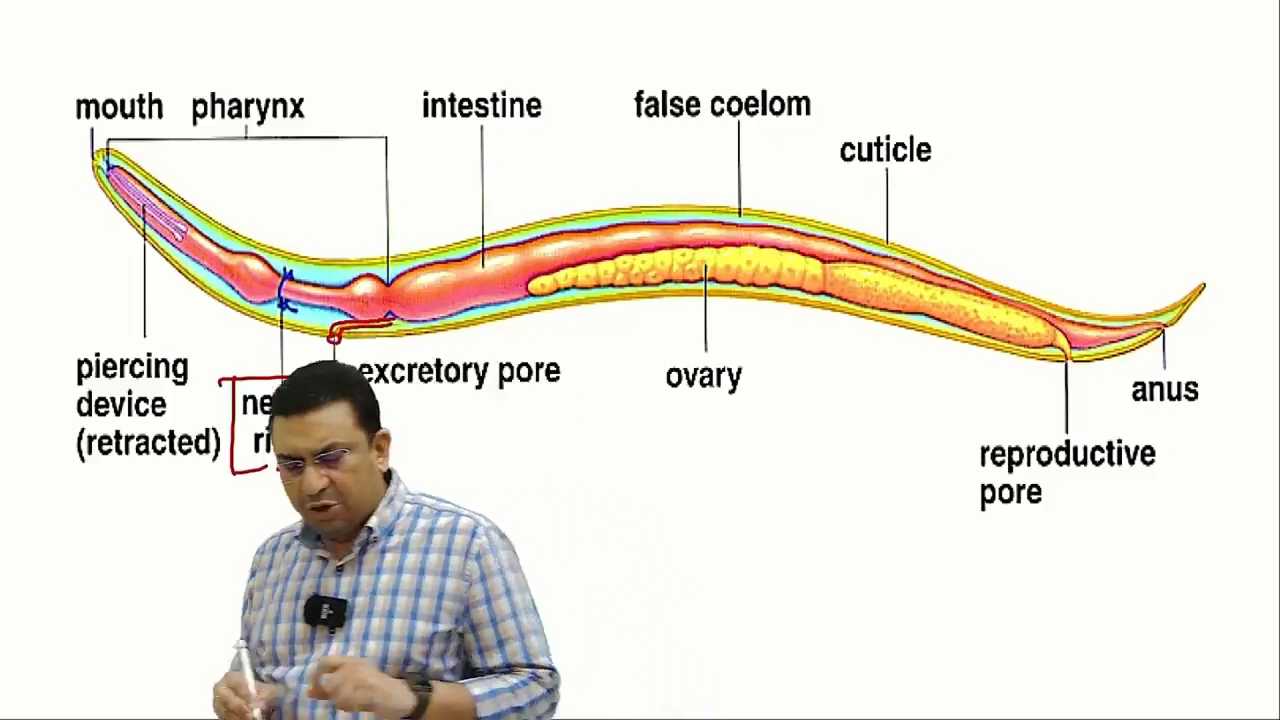 mouth pharynx intestine false coelom
cuticle
piercing
device
(retracted)
excretory pore
ovary
anus
reproductive
pore